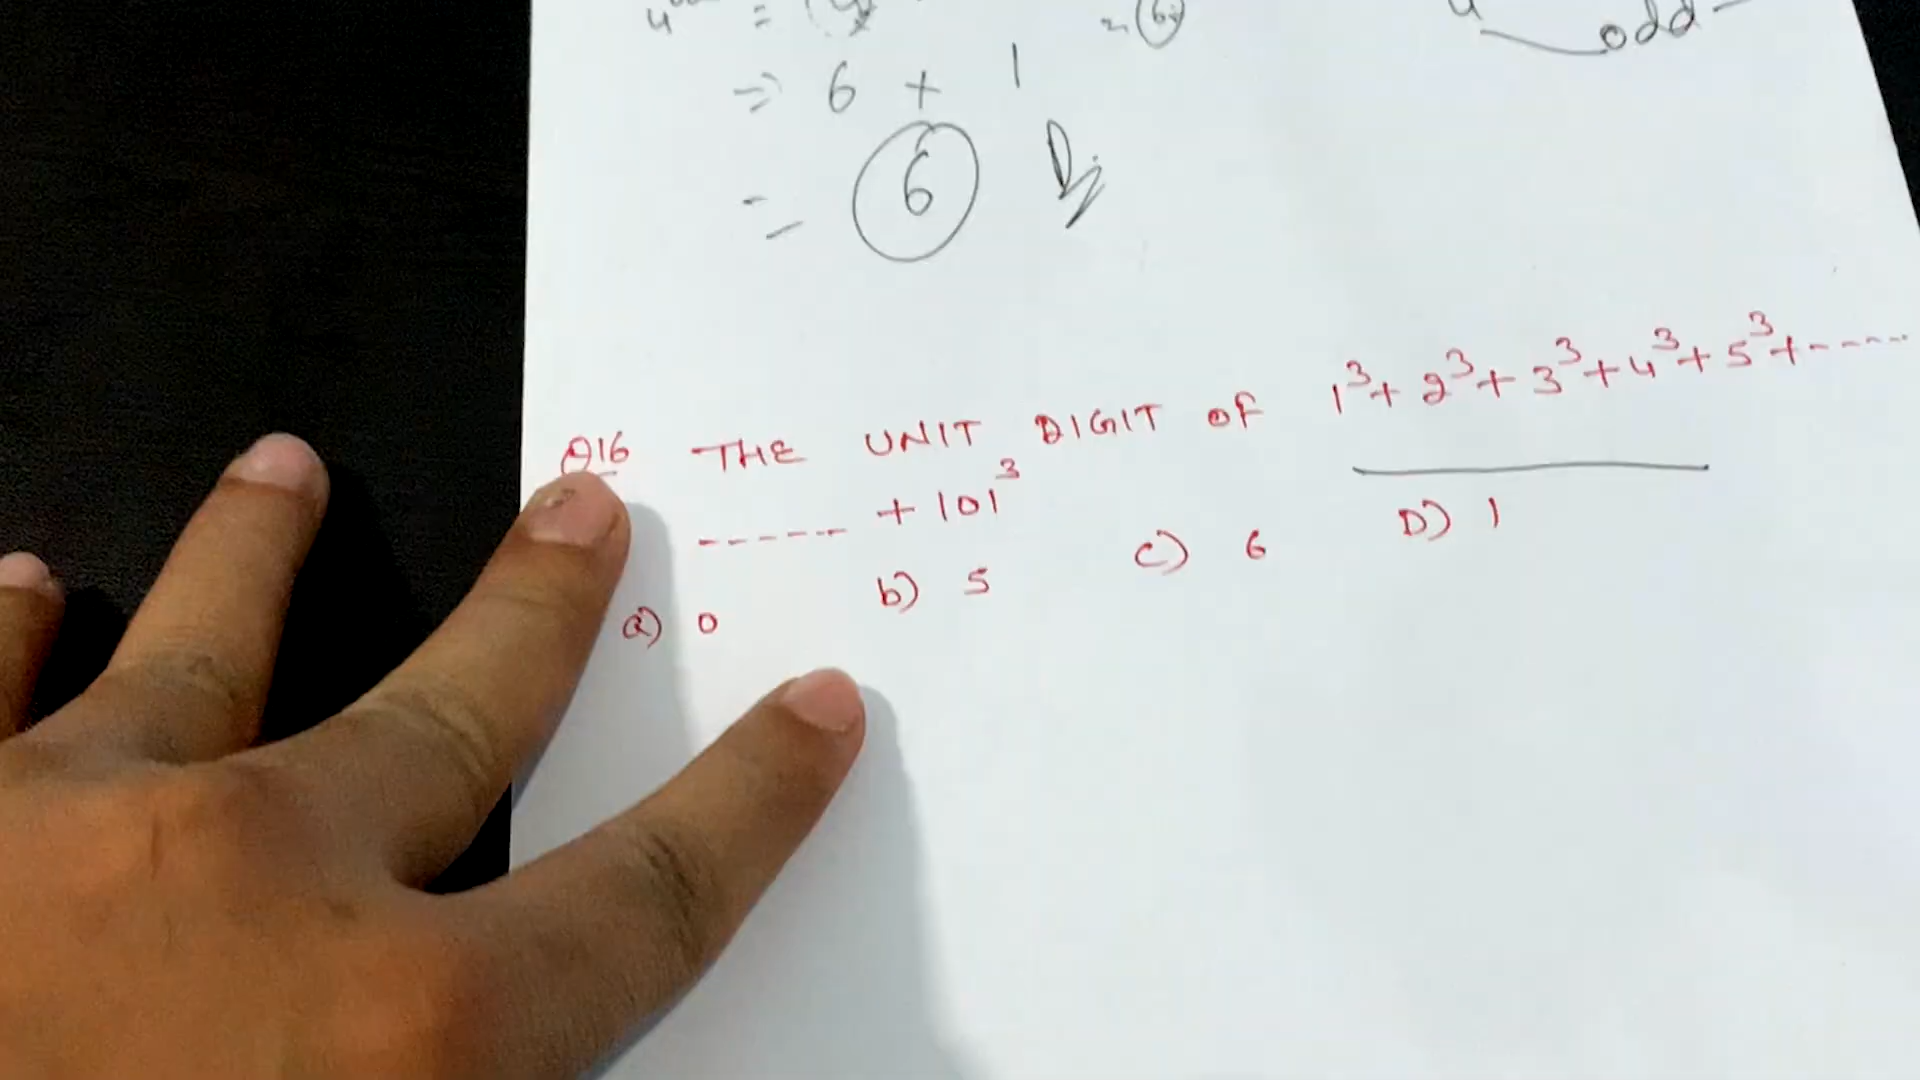 => 6 + 1
odd
= 6
Q16 THE UNIT DIGIT OF 1³ + 2³ + 3³ + 4³ + 5³ + -----
------ + 101³
a) 0 b) 5 c) 6 D) 1